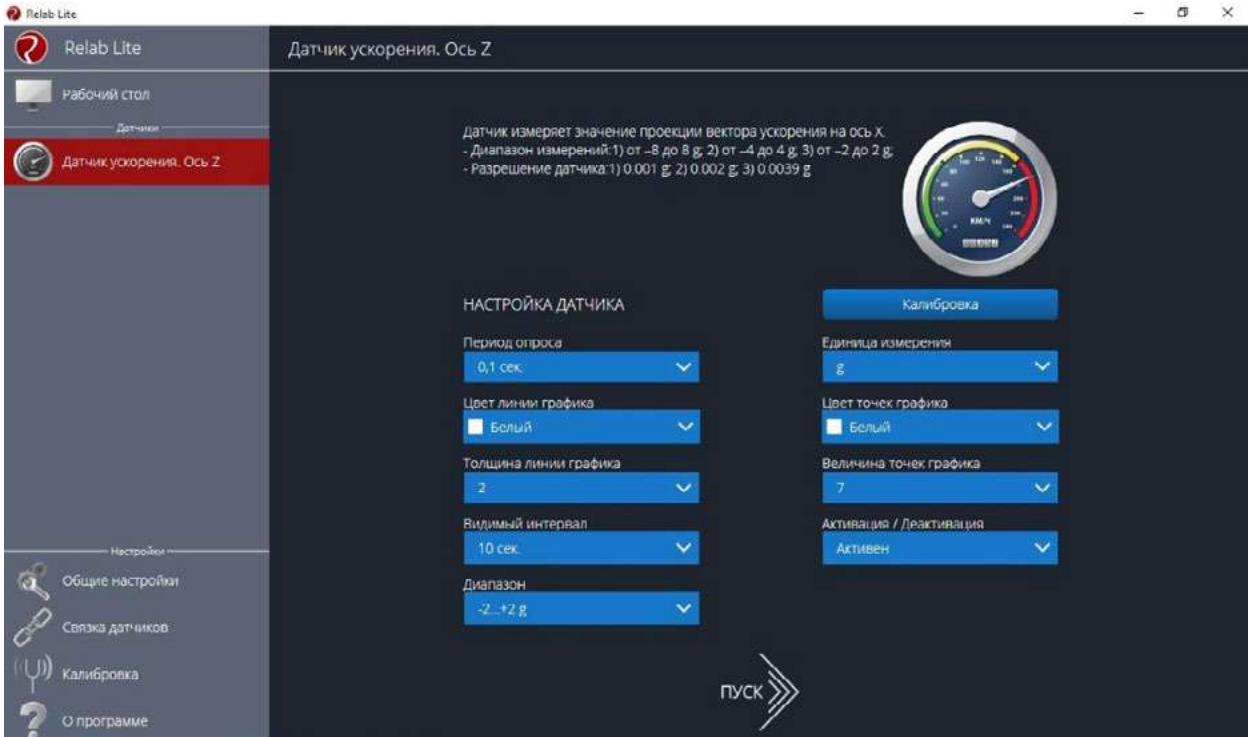 Relab Lite
Relab Lite
Датчик ускорения. Ось Z
Рабочий стол
Датчики
Датчик ускорения. Ось Z
Датчик измеряет значение проекции вектора ускорения на ось X.
- Диапазон измерений:1) от –8 до 8 g; 2) от –4 до 4 g; 3) от –2 до 2 g;
- Разрешение датчика:1) 0.001 g; 2) 0.002 g; 3) 0.0039 g
КМ/Ч
НАСТРОЙКА ДАТЧИКА
Калибровка
Период опроса
Единица измерения
0,1 сек.
g
Цвет линии графика
Цвет точек графика
Белый
Белый
Толщина линии графика
Величина точек графика
2
7
Видимый интервал
Активация / Деактивация
10 сек.
Активен
Диапазон
-2...+2 g
Настройки
Общие настройки
Связка датчиков
Калибровка
О программе
ПУСК